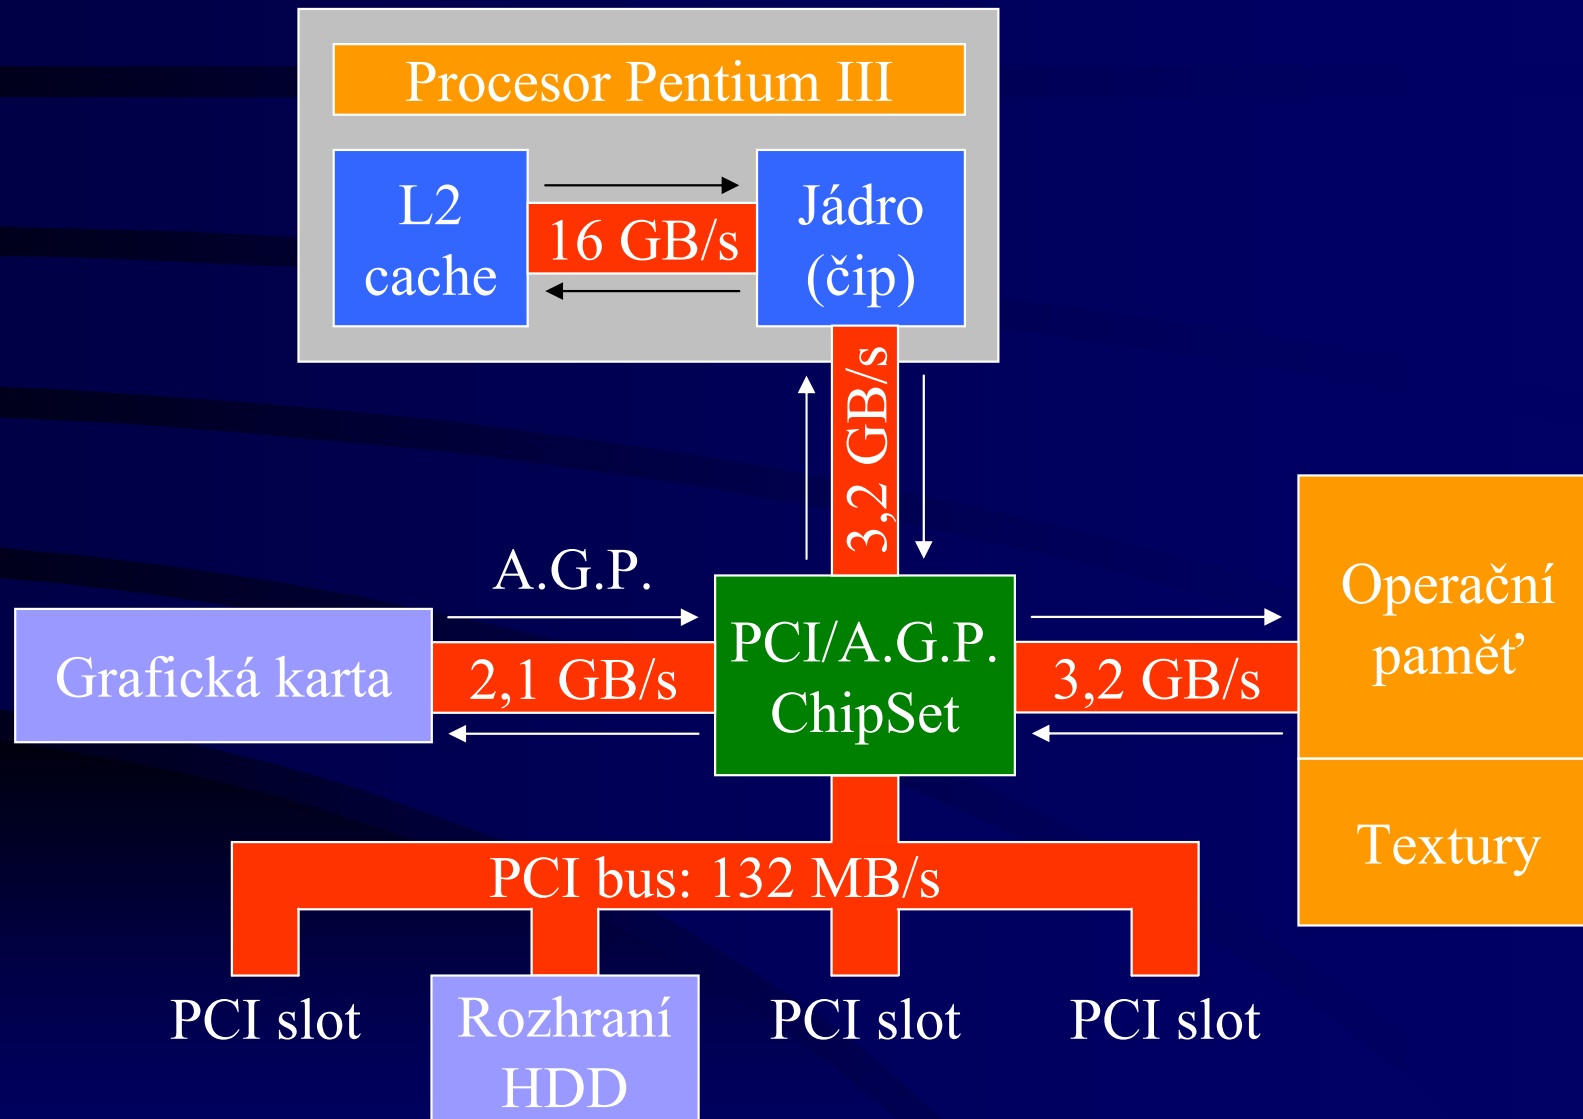 Procesor Pentium III
L2
cache
16 GB/s
Jádro
(čip)
3,2 GB/s
A.G.P.
Grafická karta
2,1 GB/s
PCI/A.G.P.
ChipSet
3,2 GB/s
Operační
paměť
Textury
PCI bus: 132 MB/s
PCI slot
Rozhraní
HDD
PCI slot
PCI slot